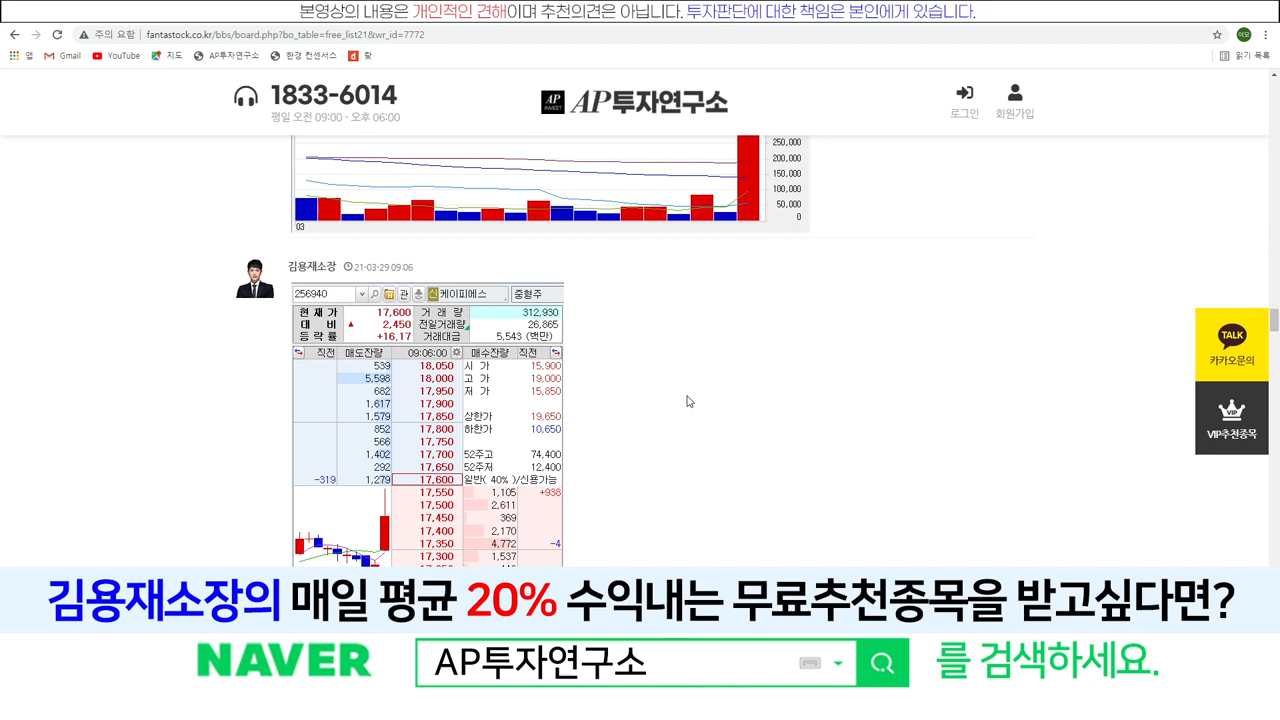 본영상의 내용은 개인적인 견해이며 추천의견은 아닙니다. 투자판단에 대한 책임은 본인에게 있습니다.
주의 요함 fantastock.co.kr/bbs/board.php?bo_table=free_list21&wr_id=7772
앱 Gmail YouTube 지도 AP투자연구소 한경 컨센서스 핮 읽기 목록
1833-6014 AP INVEST AP투자연구소 로그인 회원가입
평일 오전 09:00 - 오후 06:00
250,000
200,000
150,000
100,000
50,000
0
03
김용재소장 21-03-29 09:06
256940 관 신 케이피에스 중형주
현재가 17,600 거래량 312,930
대비 ▲ 2,450 전일거래량 26,865
등락률 +16,17 거래대금 5,543 (백만)
직전 매도잔량 09:06:00 매수잔량 직전
539 18,050 시가 15,900
5,598 18,000 고가 19,000
682 17,950 저가 15,850
1,617 17,900
1,579 17,850 상한가 19,650
852 17,800 하한가 10,650
566 17,750
1,402 17,700 52주고 74,400
292 17,650 52주저 12,400
-319 1,279 17,600 일반( 40% )/신용가능
17,550 1,105 +938
17,500 2,611
17,450 369
17,400 2,170
17,350 4,772 -4
17,300 1,537
TALK
카카오문의
VIP
VIP추천종목
김용재소장의 매일 평균 20% 수익내는 무료추천종목을 받고싶다면?
NAVER AP투자연구소 를 검색하세요.